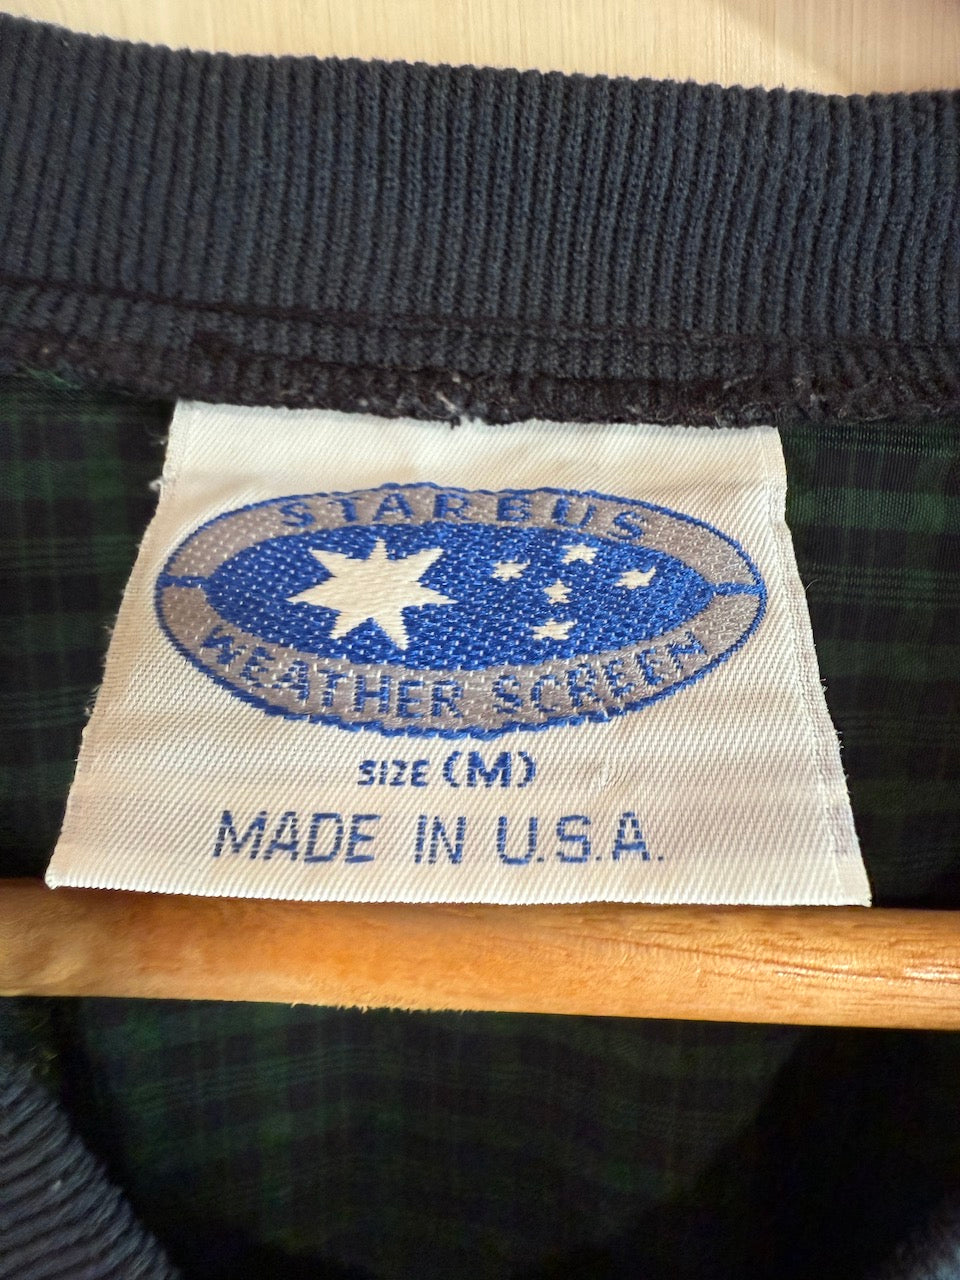 STARBUS
WEATHER SCREEN
SIZE (M)
MADE IN U.S.A.